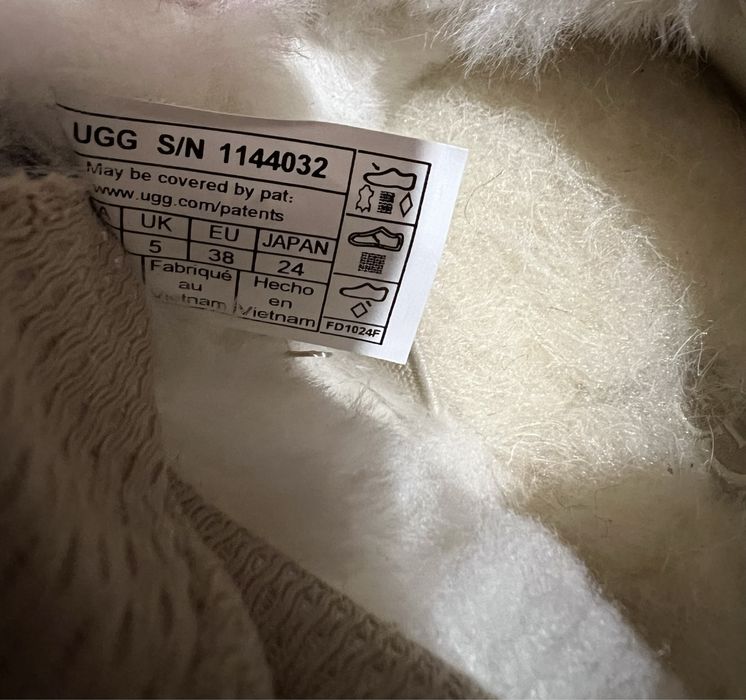 UGG S/N 1144032
May be covered by pat:
www.ugg.com/patents
UK EU JAPAN
5 38 24
Fabriqué au Vietnam
Hecho en Vietnam
FD1024F